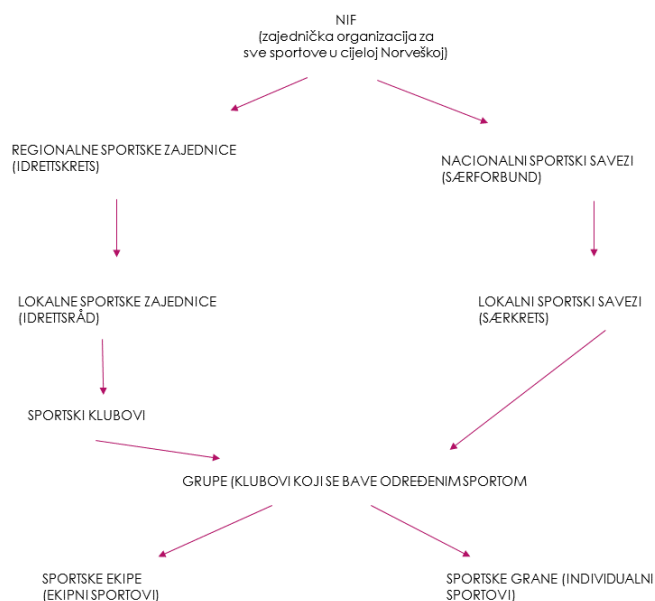 NIF
(zajednička organizacija za
sve sportove u cijeloj Norveškoj)
REGIONALNE SPORTSKE ZAJEDNICE
(IDRETTSKRETS)
NACIONALNI SPORTSKI SAVEZI
(SÆRFORBUND)
LOKALNE SPORTSKE ZAJEDNICE
(IDRETTSRÅD)
LOKALNI SPORTSKI SAVEZI
(SÆRKRETS)
SPORTSKI KLUBOVI
GRUPE (KLUBOVI KOJI SE BAVE ODREĐENIM SPORTOM
SPORTSKE EKIPE
(EKIPNI SPORTOVI)
SPORTSKE GRANE (INDIVIDUALNI
SPORTOVI)